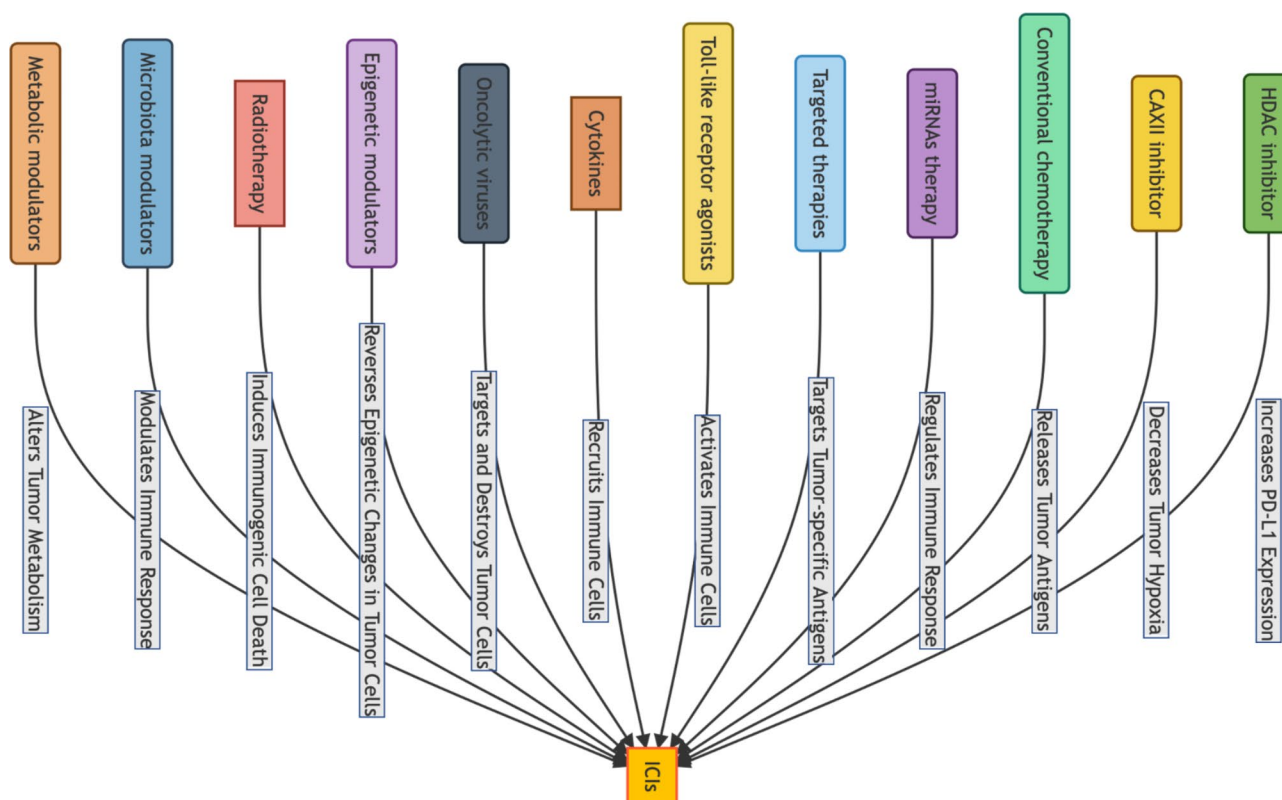 Metabolic modulators
Microbiota modulators
Radiotherapy
Epigenetic modulators
Oncolytic viruses
Cytokines
Toll-like receptor agonists
Targeted therapies
miRNAs therapy
Conventional chemotherapy
CAXII inhibitor
HDAC inhibitor
Alters Tumor Metabolism
Modulates Immune Response
Induces Immunogenic Cell Death
Reverses Epigenetic Changes in Tumor Cells
Targets and Destroys Tumor Cells
Recruits Immune Cells
Activates Immune Cells
Targets Tumor-specific Antigens
Regulates Immune Response
Releases Tumor Antigens
Decreases Tumor Hypoxia
Increases PD-L1 Expression
ICIs